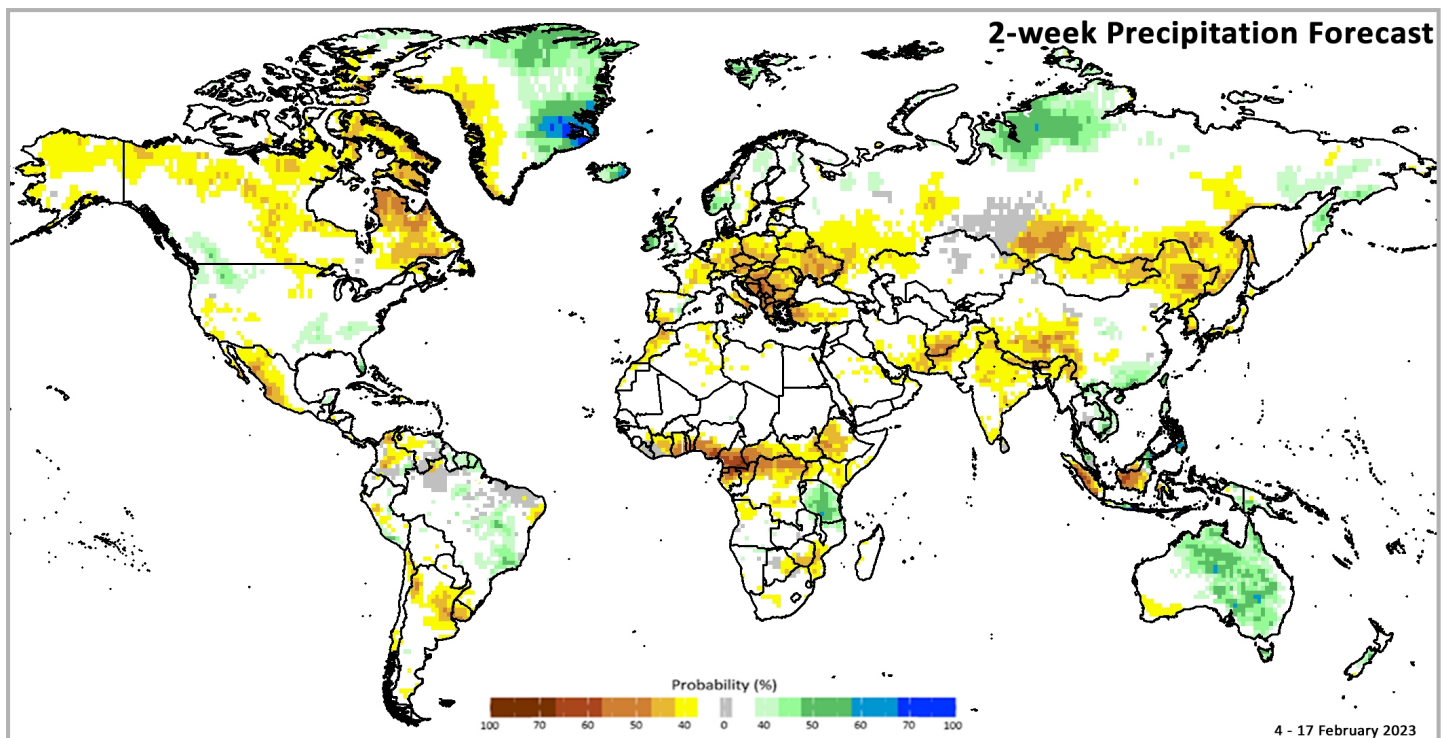 2-week Precipitation Forecast
Probability (%)
100 70 60 50 40 0 40 50 60 70 100
4 - 17 February 2023